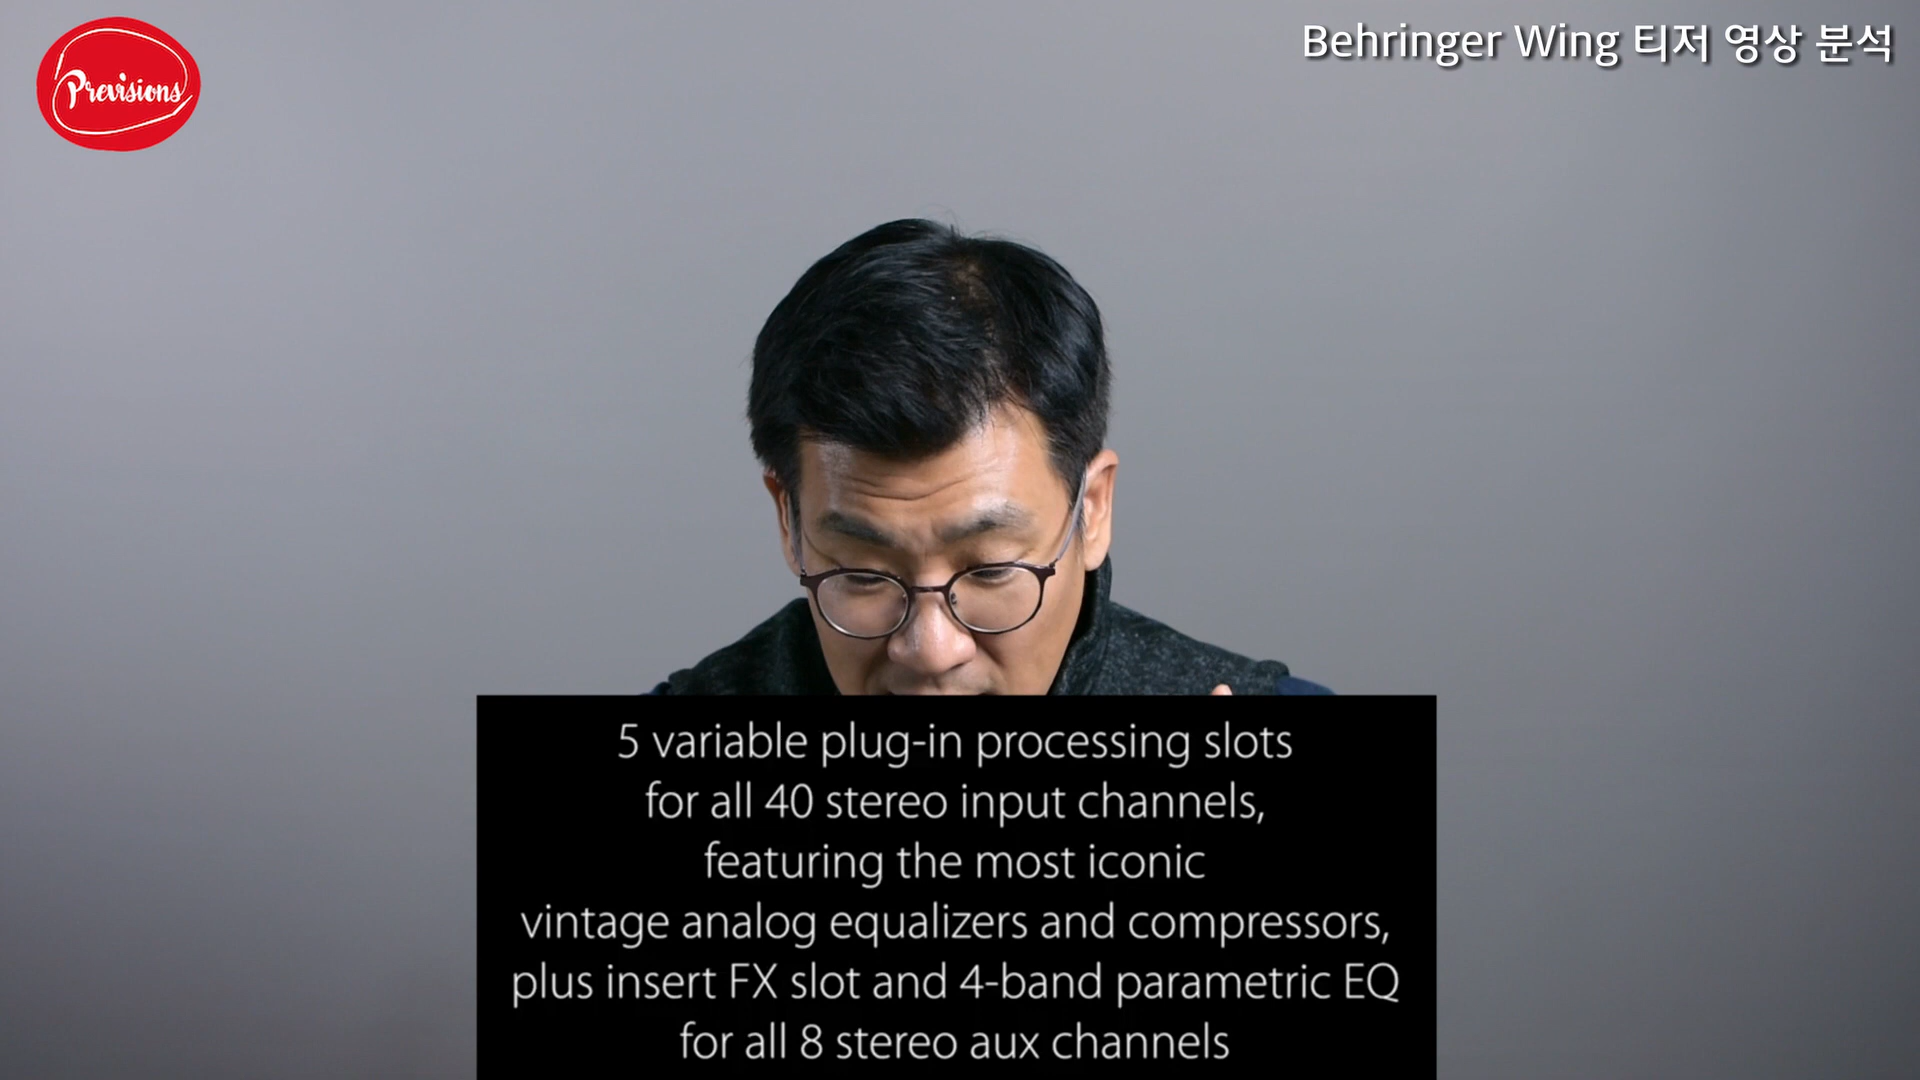 Previsions
Behringer Wing 티저 영상 분석
5 variable plug-in processing slots
for all 40 stereo input channels,
featuring the most iconic
vintage analog equalizers and compressors,
plus insert FX slot and 4-band parametric EQ
for all 8 stereo aux channels